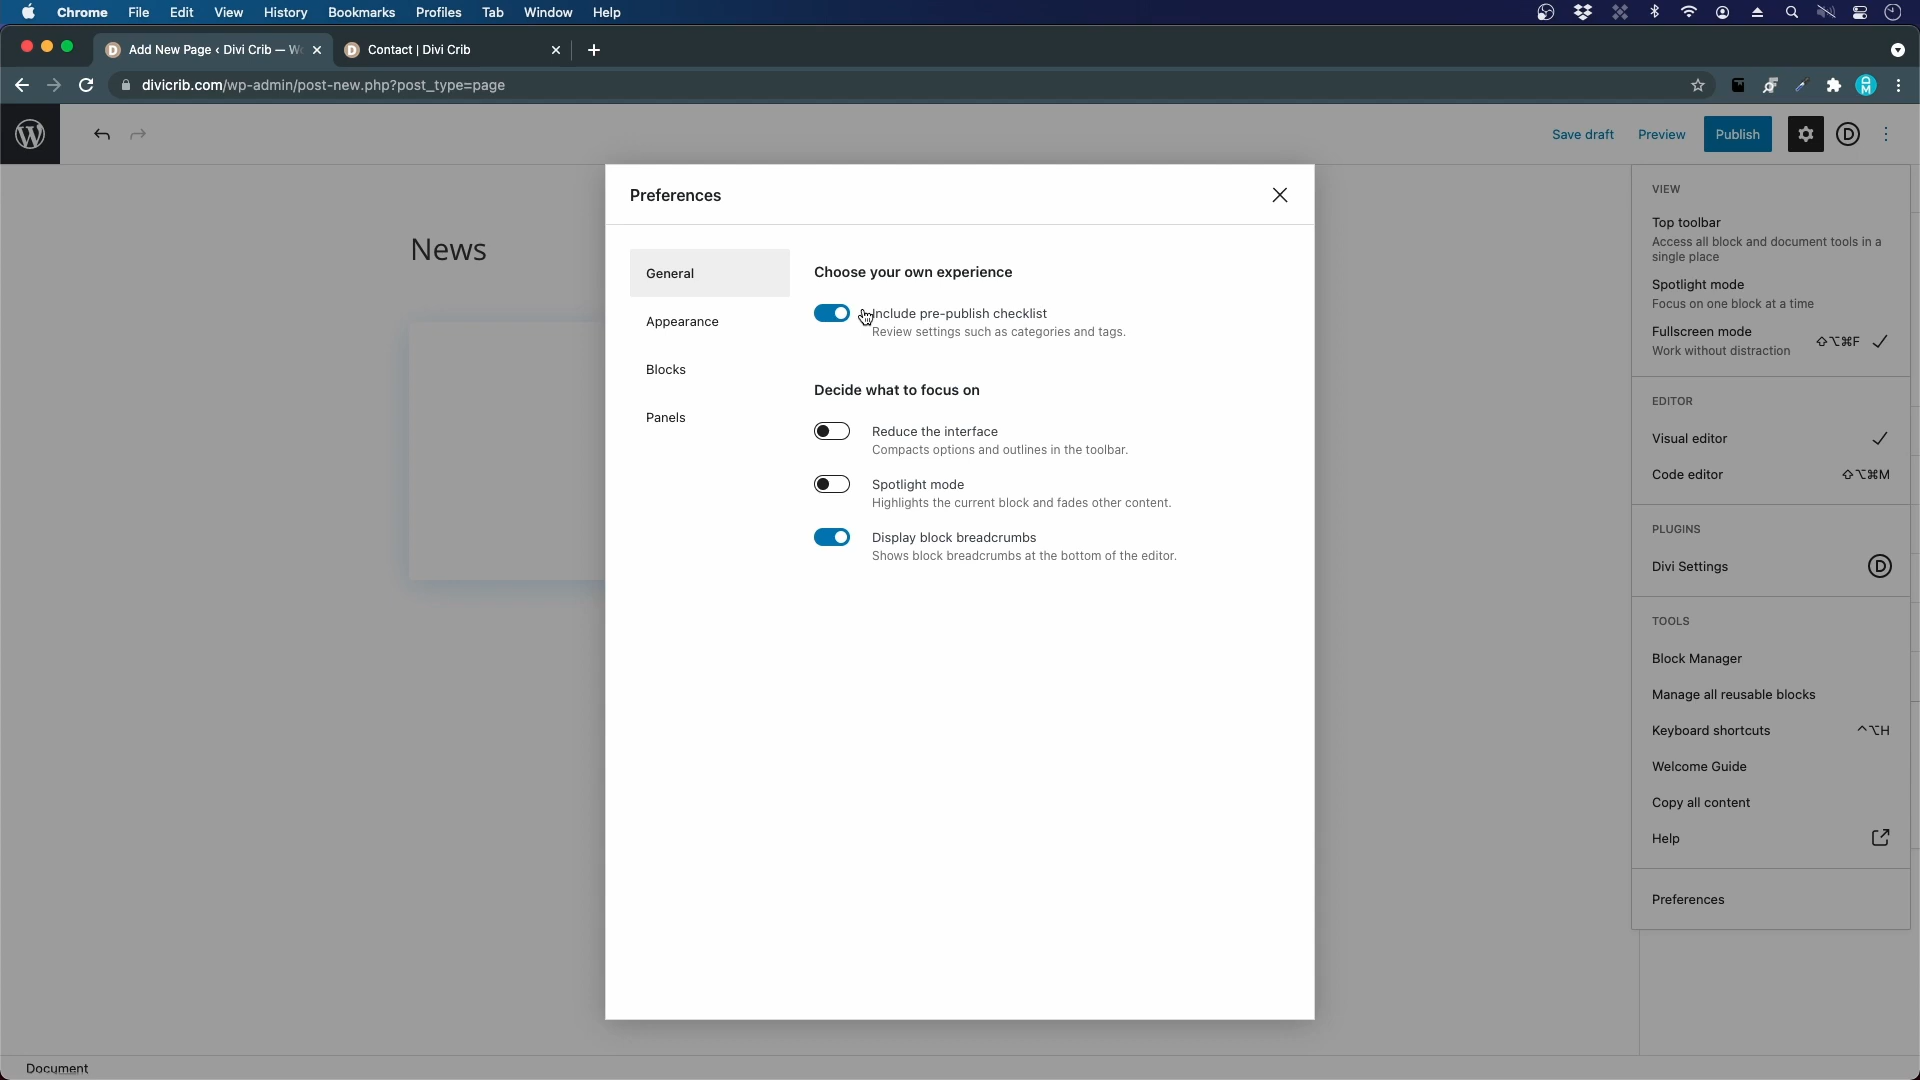 Chrome File Edit View History Bookmarks Profiles Tab Window Help
Add New Page ‹ Divi Crib — W
Contact | Divi Crib
divicrib.com/wp-admin/post-new.php?post_type=page
Save draft Preview Publish
News
Preferences
General
Appearance
Blocks
Panels
Choose your own experience
Include pre-publish checklist
Review settings such as categories and tags.
Decide what to focus on
Reduce the interface
Compacts options and outlines in the toolbar.
Spotlight mode
Highlights the current block and fades other content.
Display block breadcrumbs
Shows block breadcrumbs at the bottom of the editor.
VIEW
Top toolbar
Access all block and document tools in a
single place
Spotlight mode
Focus on one block at a time
Fullscreen mode ⇧⌥⌘F
Work without distraction
EDITOR
Visual editor
Code editor ⇧⌥⌘M
PLUGINS
Divi Settings
TOOLS
Block Manager
Manage all reusable blocks
Keyboard shortcuts ^⌥H
Welcome Guide
Copy all content
Help
Preferences
Document